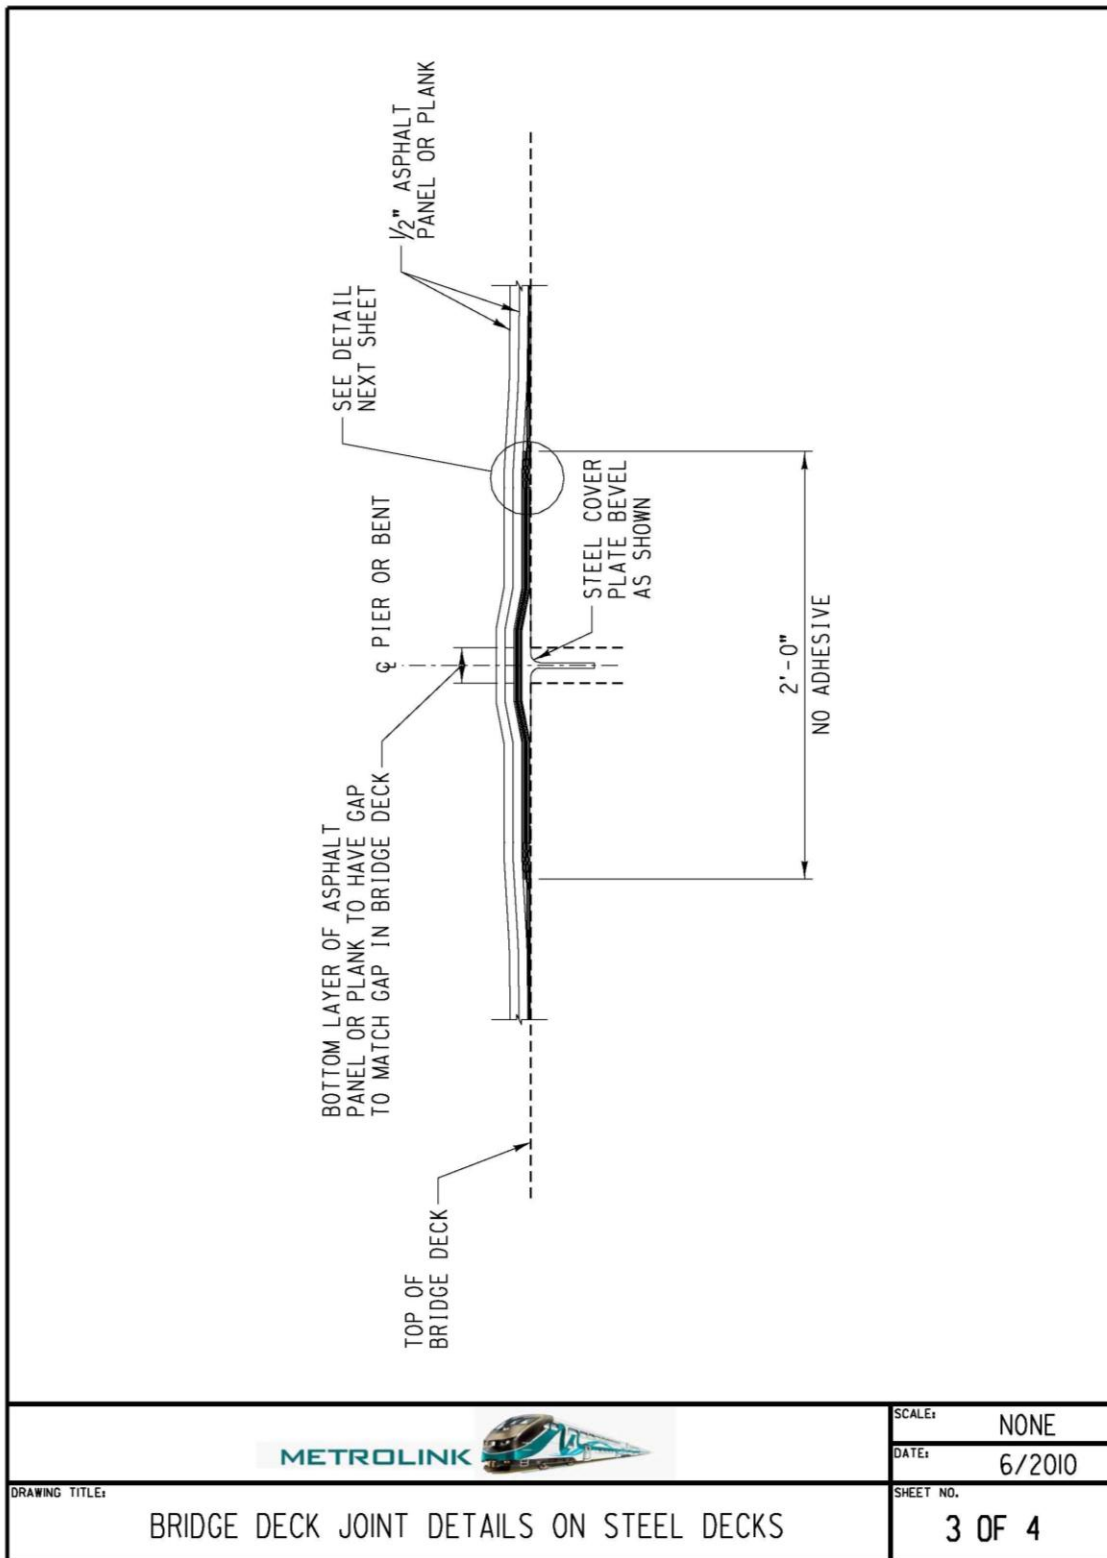 ½" ASPHALT
PANEL OR PLANK
SEE DETAIL
NEXT SHEET
℄ PIER OR BENT
STEEL COVER
PLATE BEVEL
AS SHOWN
2'-0"
NO ADHESIVE
BOTTOM LAYER OF ASPHALT
PANEL OR PLANK TO HAVE GAP
TO MATCH GAP IN BRIDGE DECK
TOP OF
BRIDGE DECK
METROLINK
SCALE: NONE
DATE: 6/2010
DRAWING TITLE:
BRIDGE DECK JOINT DETAILS ON STEEL DECKS
SHEET NO.
3 OF 4